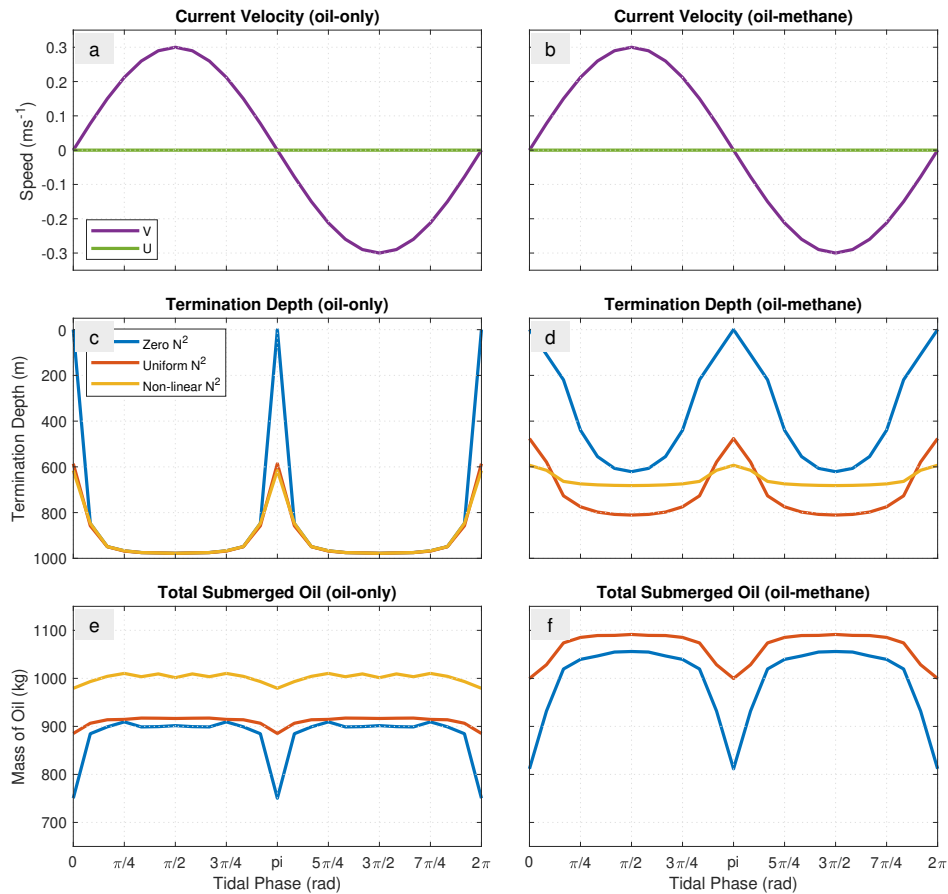 Current Velocity (oil-only)
a
0.3
0.2
0.1
0
-0.1
-0.2
-0.3
Speed (ms⁻¹)
V
U
Current Velocity (oil-methane)
b
Termination Depth (oil-only)
c
0
200
400
600
800
1000
Termination Depth (m)
Zero N²
Uniform N²
Non-linear N²
Termination Depth (oil-methane)
d
Total Submerged Oil (oil-only)
e
1100
1000
900
800
700
Mass of Oil (kg)
0 π/4 π/2 3π/4 pi 5π/4 3π/2 7π/4 2π
Tidal Phase (rad)
Total Submerged Oil (oil-methane)
f
0 π/4 π/2 3π/4 pi 5π/4 3π/2 7π/4 2π
Tidal Phase (rad)